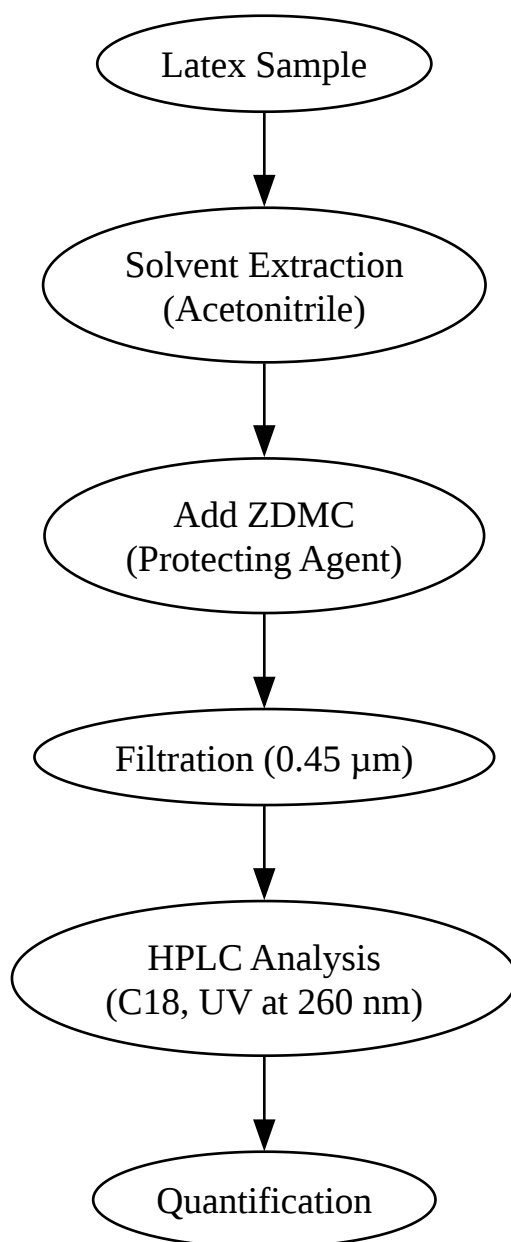 Latex Sample
Solvent Extraction
(Acetonitrile)
Add ZDMC
(Protecting Agent)
Filtration (0.45 µm)
HPLC Analysis
(C18, UV at 260 nm)
Quantification